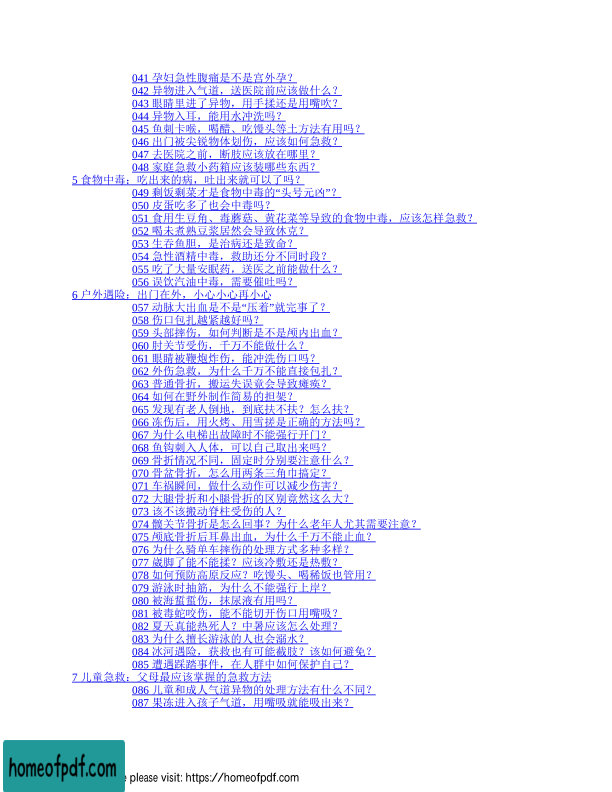 041 孕妇急性腹痛是不是宫外孕？
042 异物进入气道，送医院前应该做什么？
043 眼睛里进了异物，用手揉还是用嘴吹？
044 异物入耳，能用水冲洗吗？
045 鱼刺卡喉，喝醋、吃馒头等土方法有用吗？
046 出门被尖锐物体划伤，应该如何急救？
047 去医院之前，断肢应该放在哪里？
048 家庭急救小药箱应该装哪些东西？
5 食物中毒：吃出来的病，吐出来就可以了吗？
049 剩饭剩菜才是食物中毒的“头号元凶”？
050 皮蛋吃多了也会中毒吗？
051 食用生豆角、毒蘑菇、黄花菜等导致的食物中毒，应该怎样急救？
052 喝未煮熟豆浆居然会导致休克？
053 生吞鱼胆，是治病还是致命？
054 急性酒精中毒，救助还分不同时段？
055 吃了大量安眠药，送医之前能做什么？
056 误饮汽油中毒，需要催吐吗？
6 户外遇险：出门在外，小心小心再小心
057 动脉大出血是不是“压着”就完事了？
058 伤口包扎越紧越好吗？
059 头部摔伤，如何判断是不是颅内出血？
060 肘关节受伤，千万不能做什么？
061 眼睛被鞭炮炸伤，能冲洗伤口吗？
062 外伤急救，为什么千万不能直接包扎？
063 普通骨折，搬运失误竟会导致瘫痪？
064 如何在野外制作简易的担架？
065 发现有老人倒地，到底扶不扶？怎么扶？
066 冻伤后，用火烤、用雪搓是正确的方法吗？
067 为什么电梯出故障时不能强行开门？
068 鱼钩刺入人体，可以自己取出来吗？
069 骨折情况不同，固定时分别要注意什么？
070 骨盆骨折，怎么用两条三角巾搞定？
071 车祸瞬间，做什么动作可以减少伤害？
072 大腿骨折和小腿骨折的区别竟然这么大？
073 该不该搬动脊柱受伤的人？
074 髋关节骨折是怎么回事？为什么老年人尤其需要注意？
075 颅底骨折后耳鼻出血，为什么千万不能止血？
076 为什么骑单车摔伤的处理方式多种多样？
077 崴脚了能不能揉？应该冷敷还是热敷？
078 如何预防高原反应？吃馒头、喝稀饭也管用？
079 游泳时抽筋，为什么不能强行上岸？
080 被海蜇蜇伤，抹尿液有用吗？
081 被毒蛇咬伤，能不能切开伤口用嘴吸？
082 夏天真能热死人？中暑应该怎么处理？
083 为什么擅长游泳的人也会溺水？
084 冰河遇险，获救也有可能截肢？该如何避免？
085 遭遇踩踏事件，在人群中如何保护自己？
7 儿童急救：父母最应该掌握的急救方法
086 儿童和成人气道异物的处理方法有什么不同？
087 果冻进入孩子气道，用嘴吸就能吸出来？
homeofpdf.com
e please visit: https://homeofpdf.com